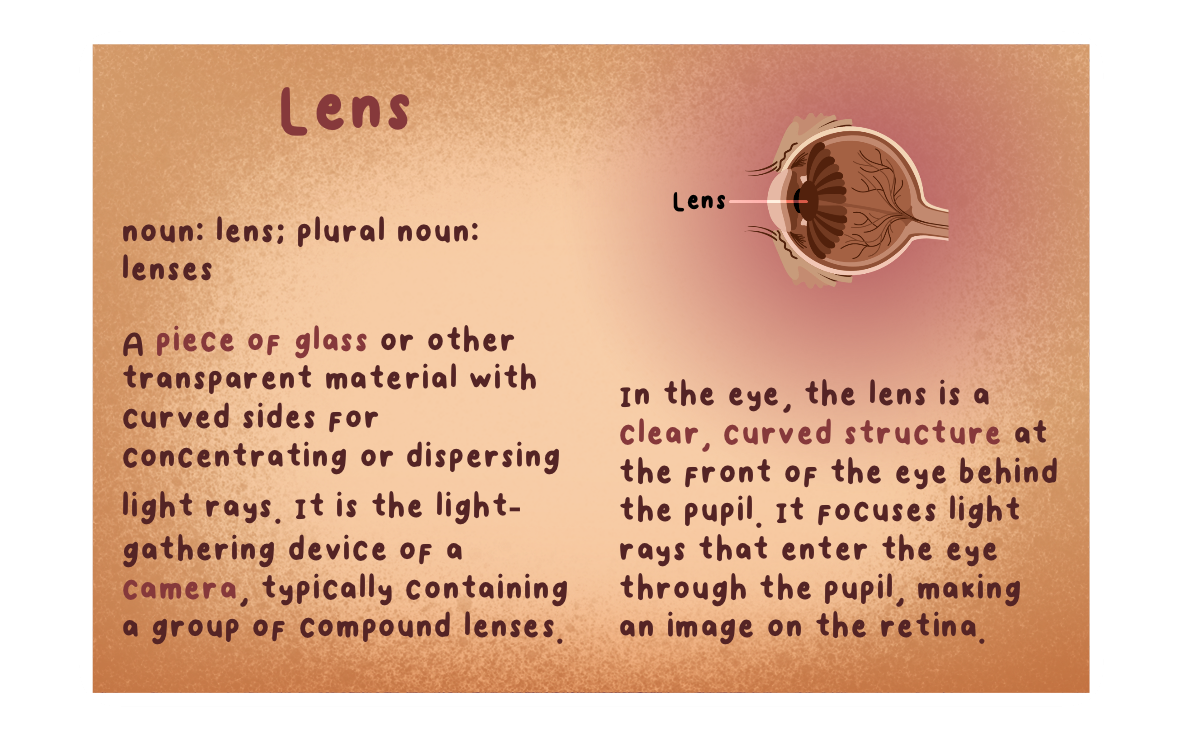 Lens
noun: lens; plural noun:
lenses
A piece of glass or other
transparent material with
curved sides for
concentrating or dispersing
light rays. It is the light-
gathering device of a
camera, typically containing
a group of compound lenses.
Lens
In the eye, the lens is a
clear, curved structure at
the front of the eye behind
the pupil. It focuses light
rays that enter the eye
through the pupil, making
an image on the retina.